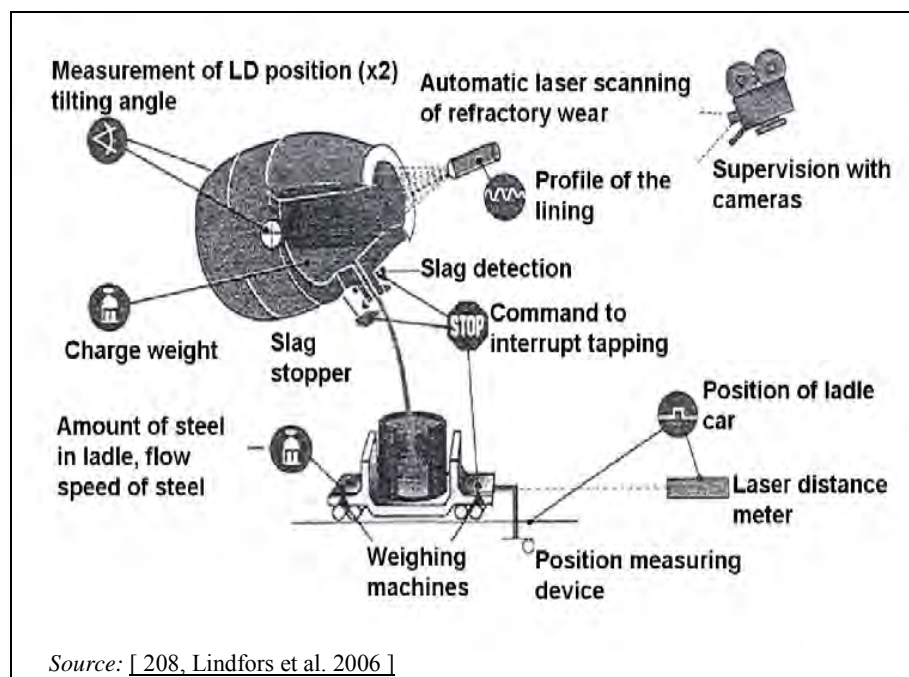 Measurement of LD position (x2)
tilting angle
Automatic laser scanning
of refractory wear
Supervision with
cameras
Profile of the
lining
Slag detection
m
Charge weight
Slag
stopper
STOP
Command to
interrupt tapping
Position of ladle
car
Amount of steel
in ladle, flow
speed of steel
m
Laser distance
meter
Weighing
machines
Position measuring
device
Source: [ 208, Lindfors et al. 2006 ]